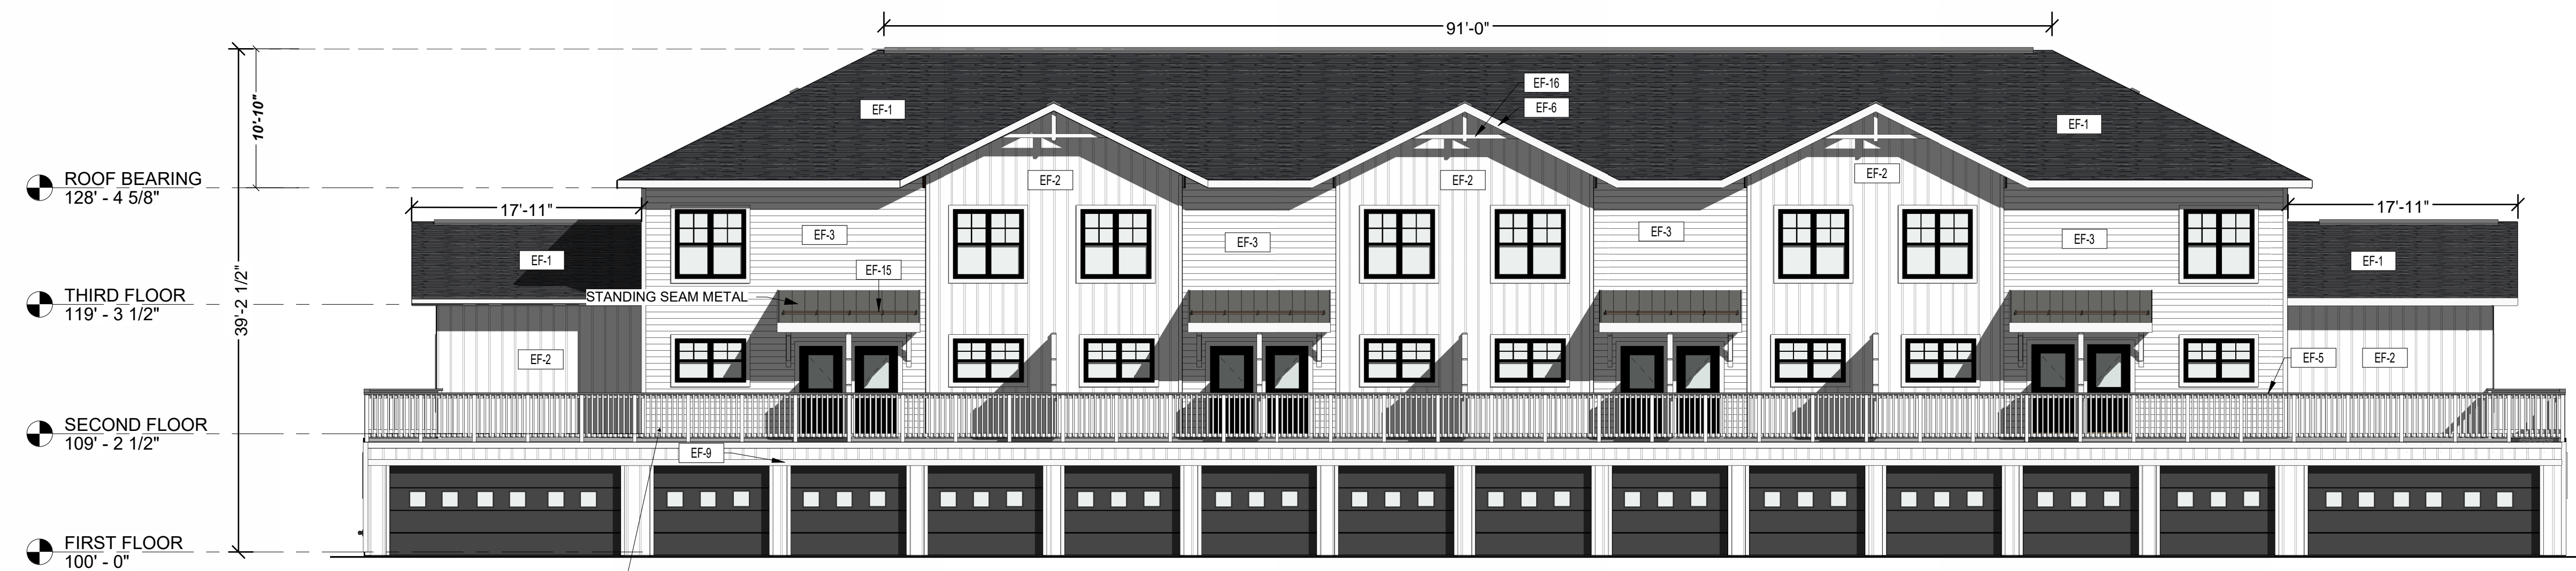 91'-0"
EF-16
EF-6
EF-1
EF-1
10'-10"
ROOF BEARING
128' - 4 5/8"
EF-2
EF-2
EF-2
17'-11"
17'-11"
EF-3
EF-3
EF-3
EF-3
EF-1
EF-15
EF-1
THIRD FLOOR
119' - 3 1/2"
STANDING SEAM METAL
39'-2 1/2"
EF-2
EF-5
EF-2
SECOND FLOOR
109' - 2 1/2"
EF-9
FIRST FLOOR
100' - 0"